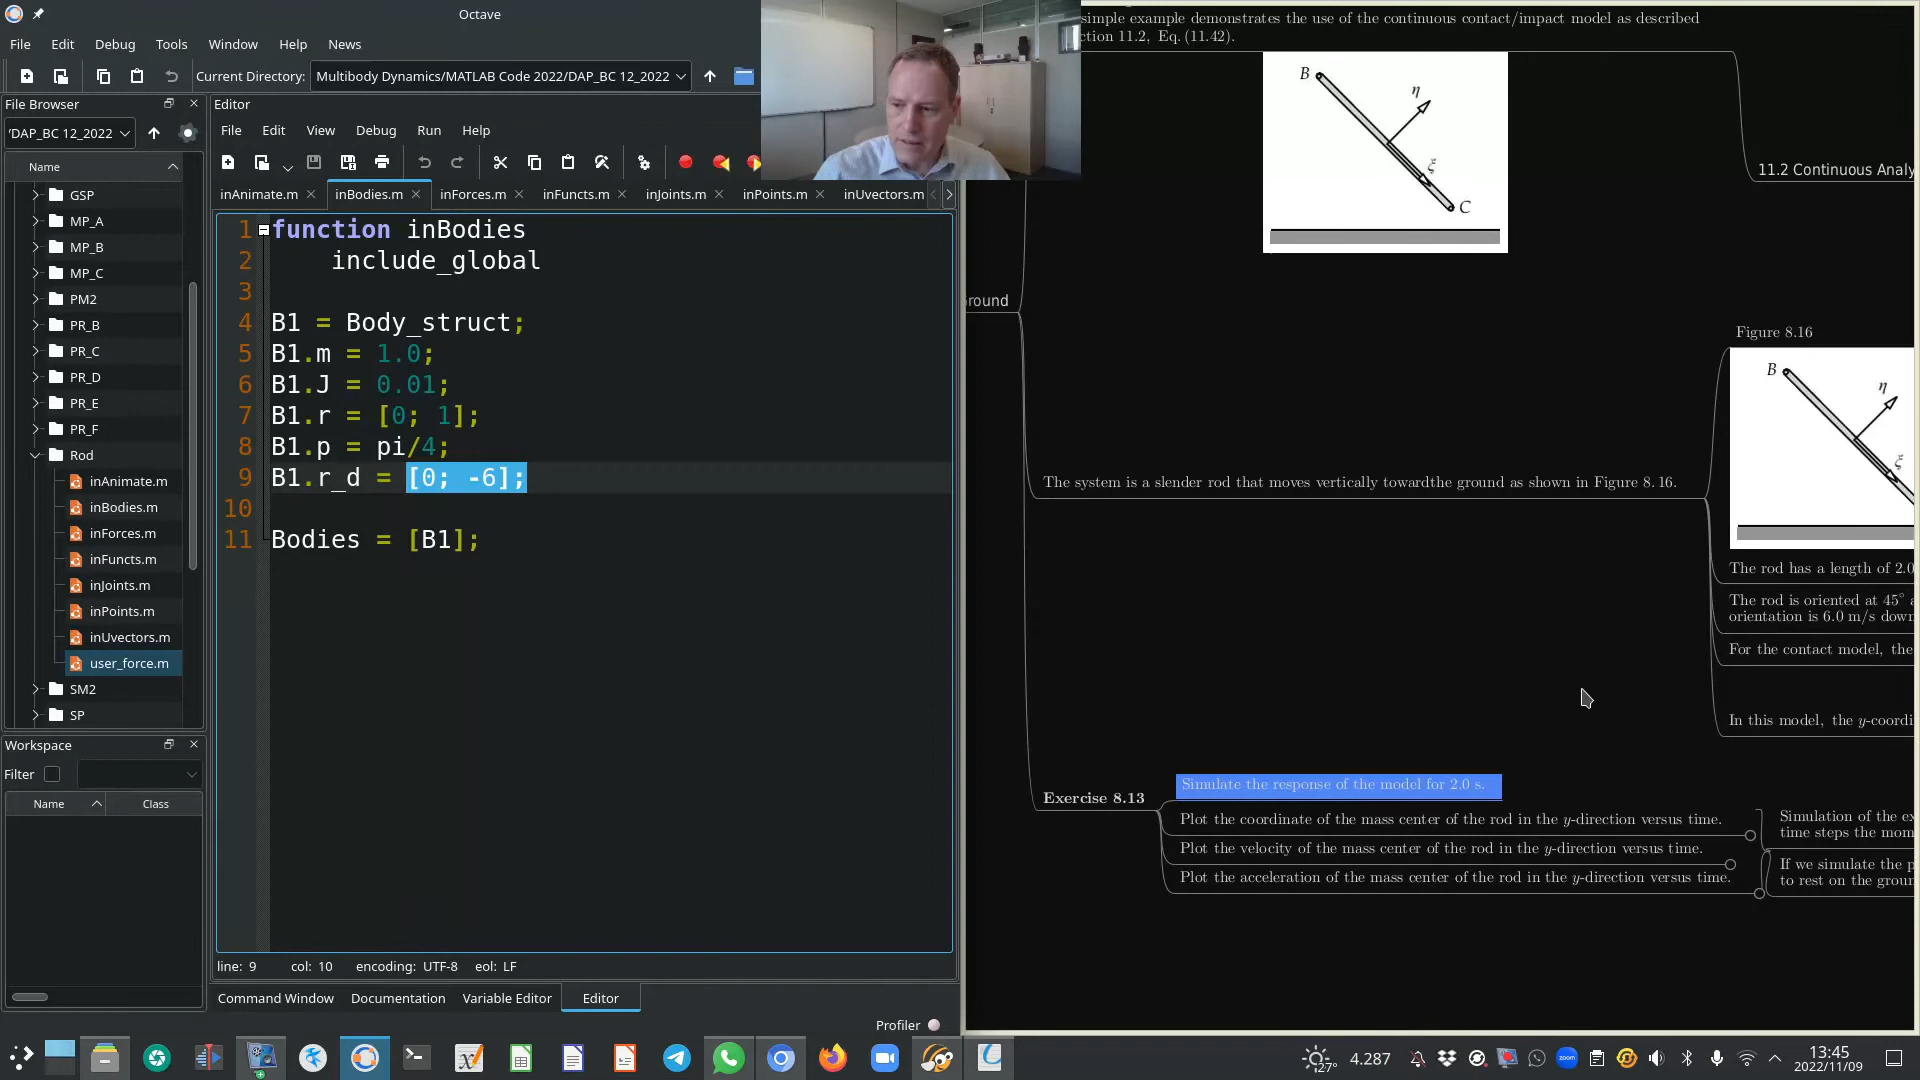 Octave
File Edit Debug Tools Window Help News
Current Directory: Multibody Dynamics/MATLAB Code 2022/DAP_BC 12_2022
File Browser
/DAP_BC 12_2022
Name
GSP
MP_A
MP_B
MP_C
PM2
PR_B
PR_C
PR_D
PR_E
PR_F
Rod
inAnimate.m
inBodies.m
inForces.m
inFuncts.m
inJoints.m
inPoints.m
inUvectors.m
user_force.m
SM2
SP
Workspace
Filter
Name Class
Editor
File Edit View Debug Run Help
inAnimate.m inBodies.m inForces.m inFuncts.m inJoints.m inPoints.m inUvectors.m
1 function inBodies
2 include_global
3
4 B1 = Body_struct;
5 B1.m = 1.0;
6 B1.J = 0.01;
7 B1.r = [0; 1];
8 B1.p = pi/4;
9 B1.r_d = [0; -6];
10
11 Bodies = [B1];
line: 9 col: 10 encoding: UTF-8 eol: LF
Command Window Documentation Variable Editor Editor
Profiler
simple example demonstrates the use of the continuous contact/impact model as described
ction 11.2, Eq. (11.42).
B
η
ξ
C
11.2 Continuous Analy
round
Figure 8.16
B
η
ξ
The system is a slender rod that moves vertically towardthe ground as shown in Figure 8.16.
The rod has a length of 2.0
The rod is oriented at 45°
orientation is 6.0 m/s down
For the contact model, the
In this model, the y-coordi
Exercise 8.13
Simulate the response of the model for 2.0 s.
Plot the coordinate of the mass center of the rod in the y-direction versus time.
Plot the velocity of the mass center of the rod in the y-direction versus time.
Plot the acceleration of the mass center of the rod in the y-direction versus time.
Simulation of the ex
time steps the mom
If we simulate the p
to rest on the groun
27° 4.287
zoom
13:45
2022/11/09